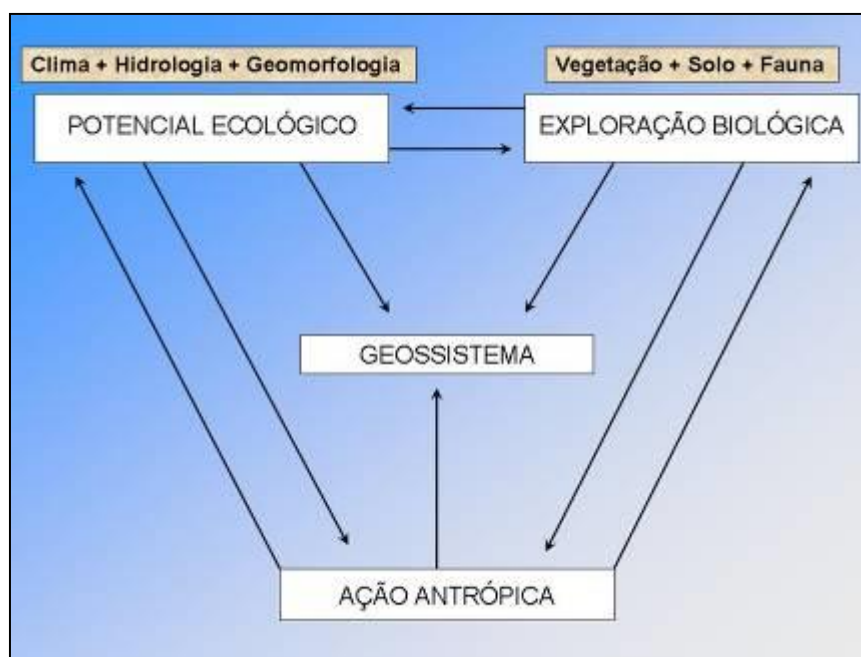 Clima + Hidrologia + Geomorfologia
Vegetação + Solo + Fauna
POTENCIAL ECOLÓGICO
EXPLORAÇÃO BIOLÓGICA
GEOSSISTEMA
AÇÃO ANTRÓPICA